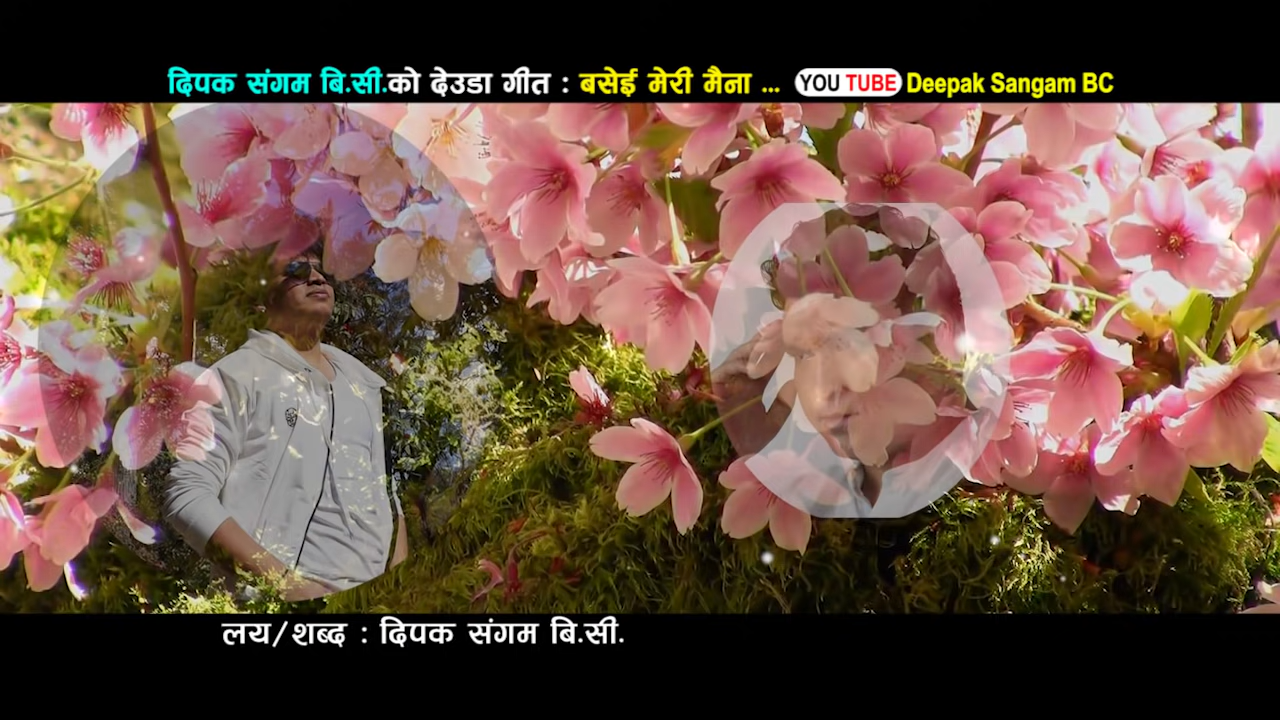 दिपक संगम बि.सी.को देउडा गीत : बसेई मेरी मैना ... YOU TUBE Deepak Sangam BC
लय/शब्द : दिपक संगम बि.सी.